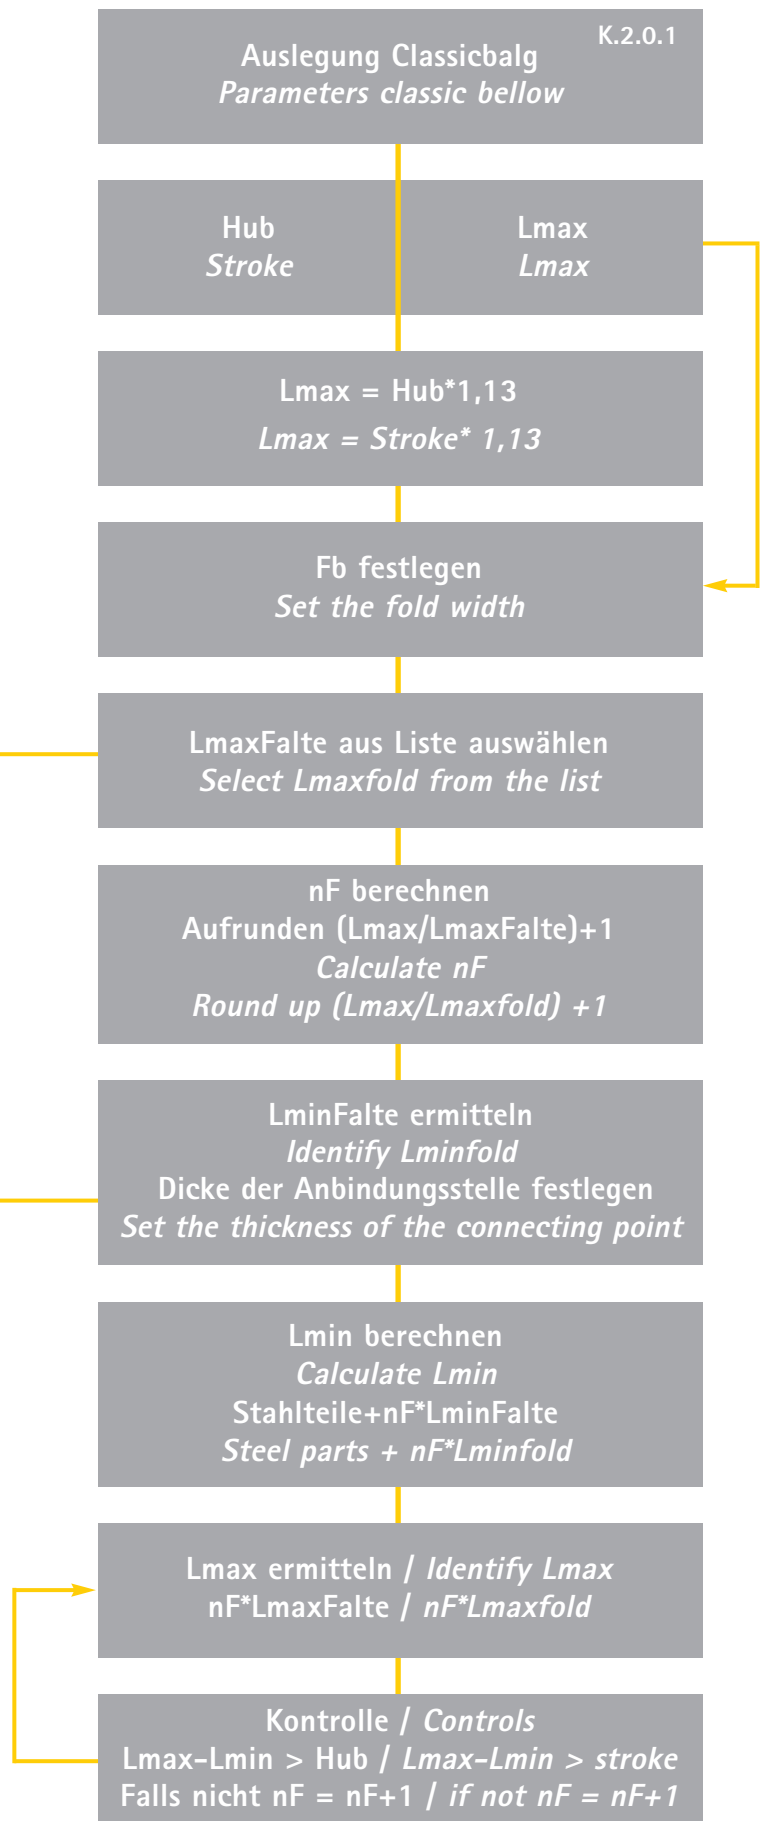 K.2.0.1
Auslegung Classicbalg
Parameters classic bellow
Hub
Stroke
Lmax
Lmax
Lmax = Hub*1,13
Lmax = Stroke* 1,13
Fb festlegen
Set the fold width
LmaxFalte aus Liste auswählen
Select Lmaxfold from the list
nF berechnen
Aufrunden (Lmax/LmaxFalte)+1
Calculate nF
Round up (Lmax/Lmaxfold) +1
LminFalte ermitteln
Identify Lminfold
Dicke der Anbindungsstelle festlegen
Set the thickness of the connecting point
Lmin berechnen
Calculate Lmin
Stahlteile+nF*LminFalte
Steel parts + nF*Lminfold
Lmax ermitteln / Identify Lmax
nF*LmaxFalte / nF*Lmaxfold
Kontrolle / Controls
Lmax-Lmin > Hub / Lmax-Lmin > stroke
Falls nicht nF = nF+1 / if not nF = nF+1